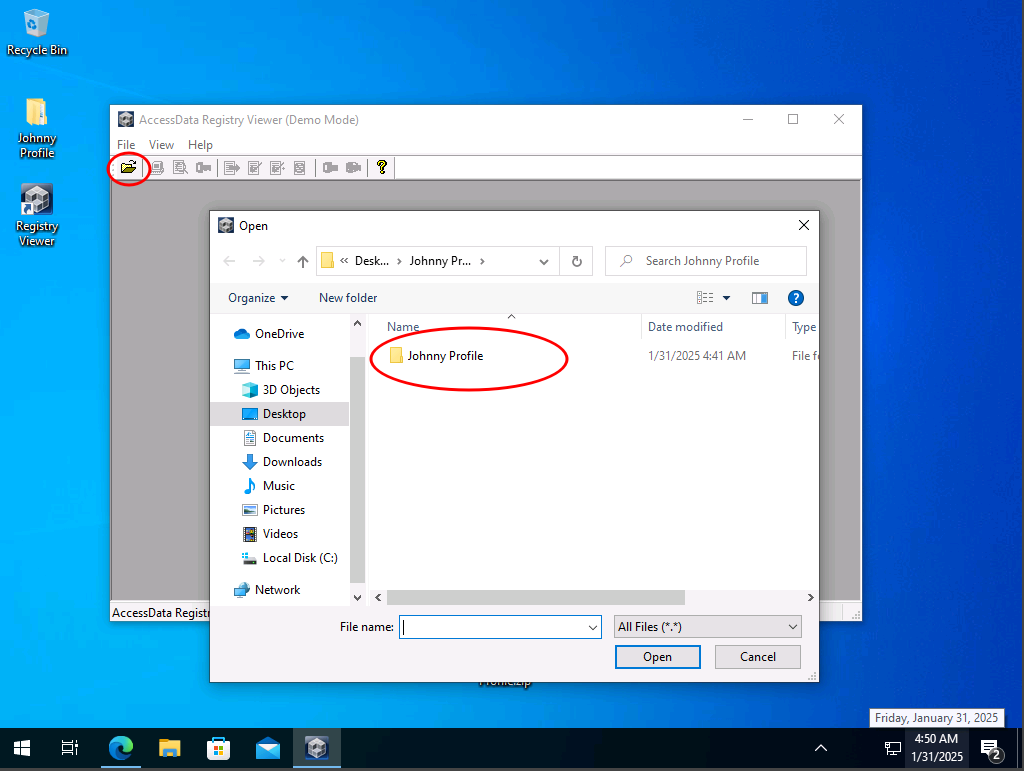 Recycle Bin
Johnny
Profile
Registry
Viewer
AccessData Registry Viewer (Demo Mode)
File View Help
Open
« Desk... › Johnny Pr... ›
Search Johnny Profile
Organize
New folder
Name
Date modified
Type
Johnny Profile
1/31/2025 4:41 AM
File f
OneDrive
This PC
3D Objects
Desktop
Documents
Downloads
Music
Pictures
Videos
Local Disk (C:)
Network
AccessData Registr
File name:
All Files (*.*)
Open
Cancel
Profile.zip
Friday, January 31, 2025
4:50 AM
1/31/2025
2